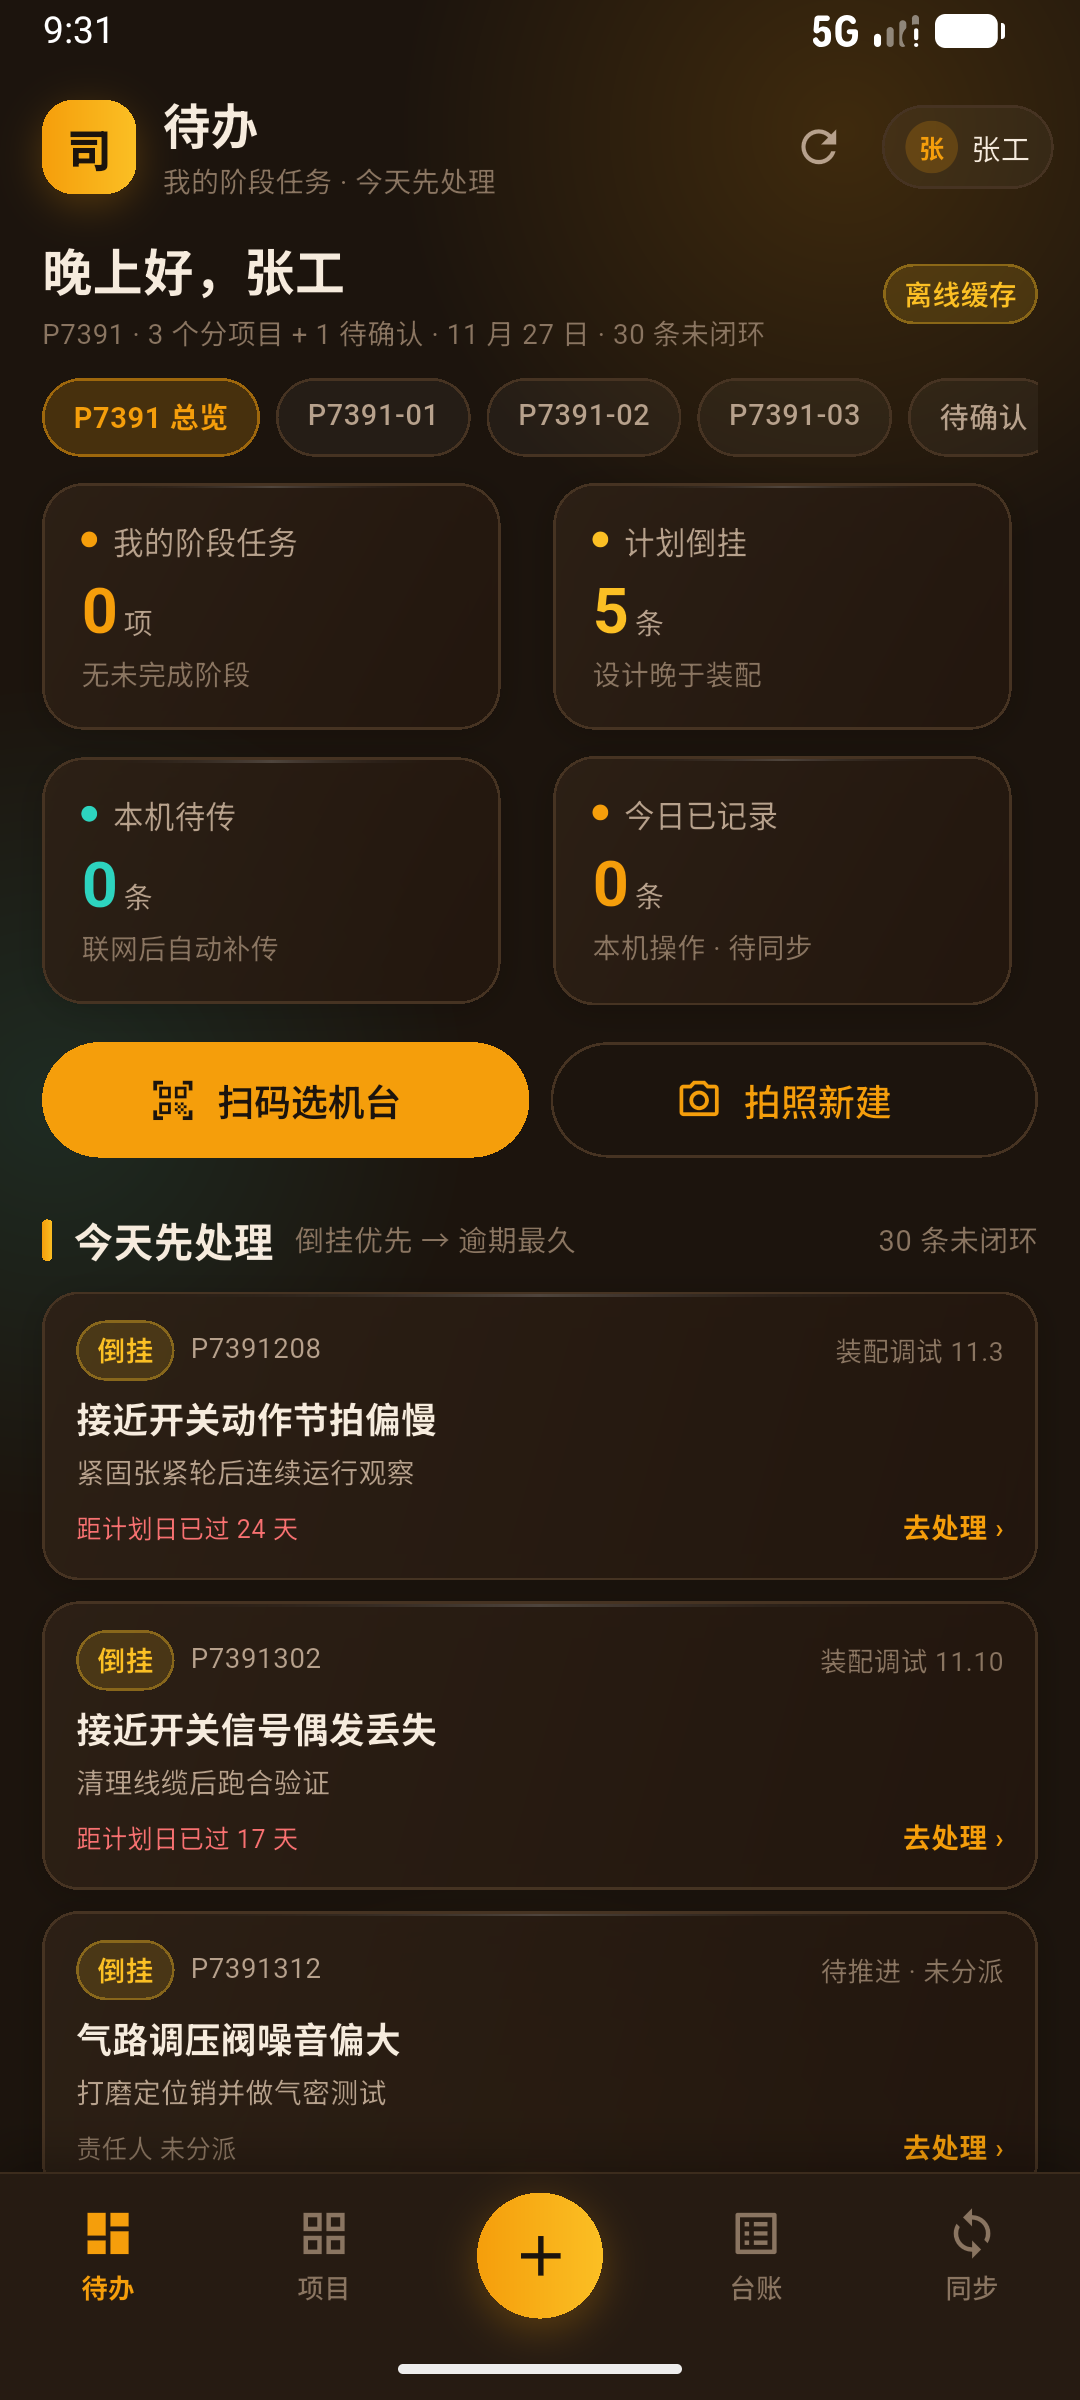 9:31
5G
司
待办
我的阶段任务 · 今天先处理
张
张工
晚上好，张工
离线缓存
P7391 · 3 个分项目 + 1 待确认 · 11 月 27 日 · 30 条未闭环
P7391 总览
P7391-01
P7391-02
P7391-03
待确认
我的阶段任务
0 项
无未完成阶段
计划倒挂
5 条
设计晚于装配
本机待传
0 条
联网后自动补传
今日已记录
0 条
本机操作 · 待同步
扫码选机台
拍照新建
今天先处理
倒挂优先 → 逾期最久
30 条未闭环
倒挂
P7391208
装配调试 11.3
接近开关动作节拍偏慢
紧固张紧轮后连续运行观察
距计划日已过 24 天
去处理 ›
倒挂
P7391302
装配调试 11.10
接近开关信号偶发丢失
清理线缆后跑合验证
距计划日已过 17 天
去处理 ›
倒挂
P7391312
待推进 · 未分派
气路调压阀噪音偏大
打磨定位销并做气密测试
责任人 未分派
去处理 ›
待办
项目
台账
同步